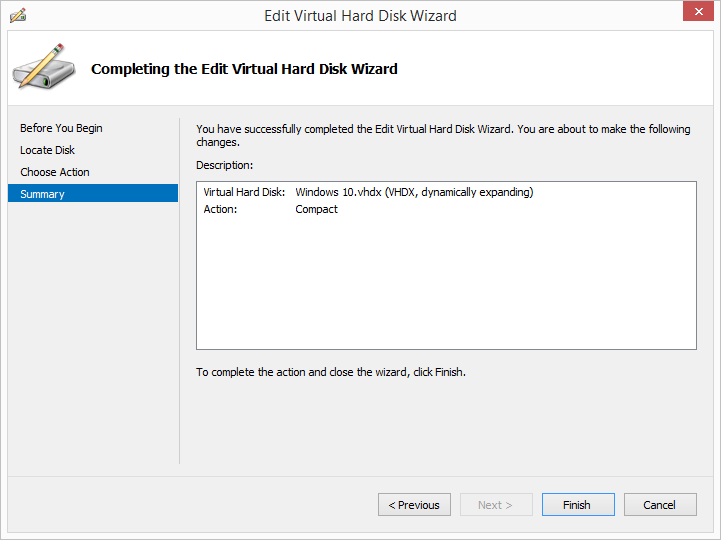 Edit Virtual Hard Disk Wizard
Completing the Edit Virtual Hard Disk Wizard
Before You Begin
Locate Disk
Choose Action
Summary
You have successfully completed the Edit Virtual Hard Disk Wizard. You are about to make the following
changes.
Description:
Virtual Hard Disk: Windows 10.vhdx (VHDX, dynamically expanding)
Action: Compact
To complete the action and close the wizard, click Finish.
< Previous Next > Finish Cancel